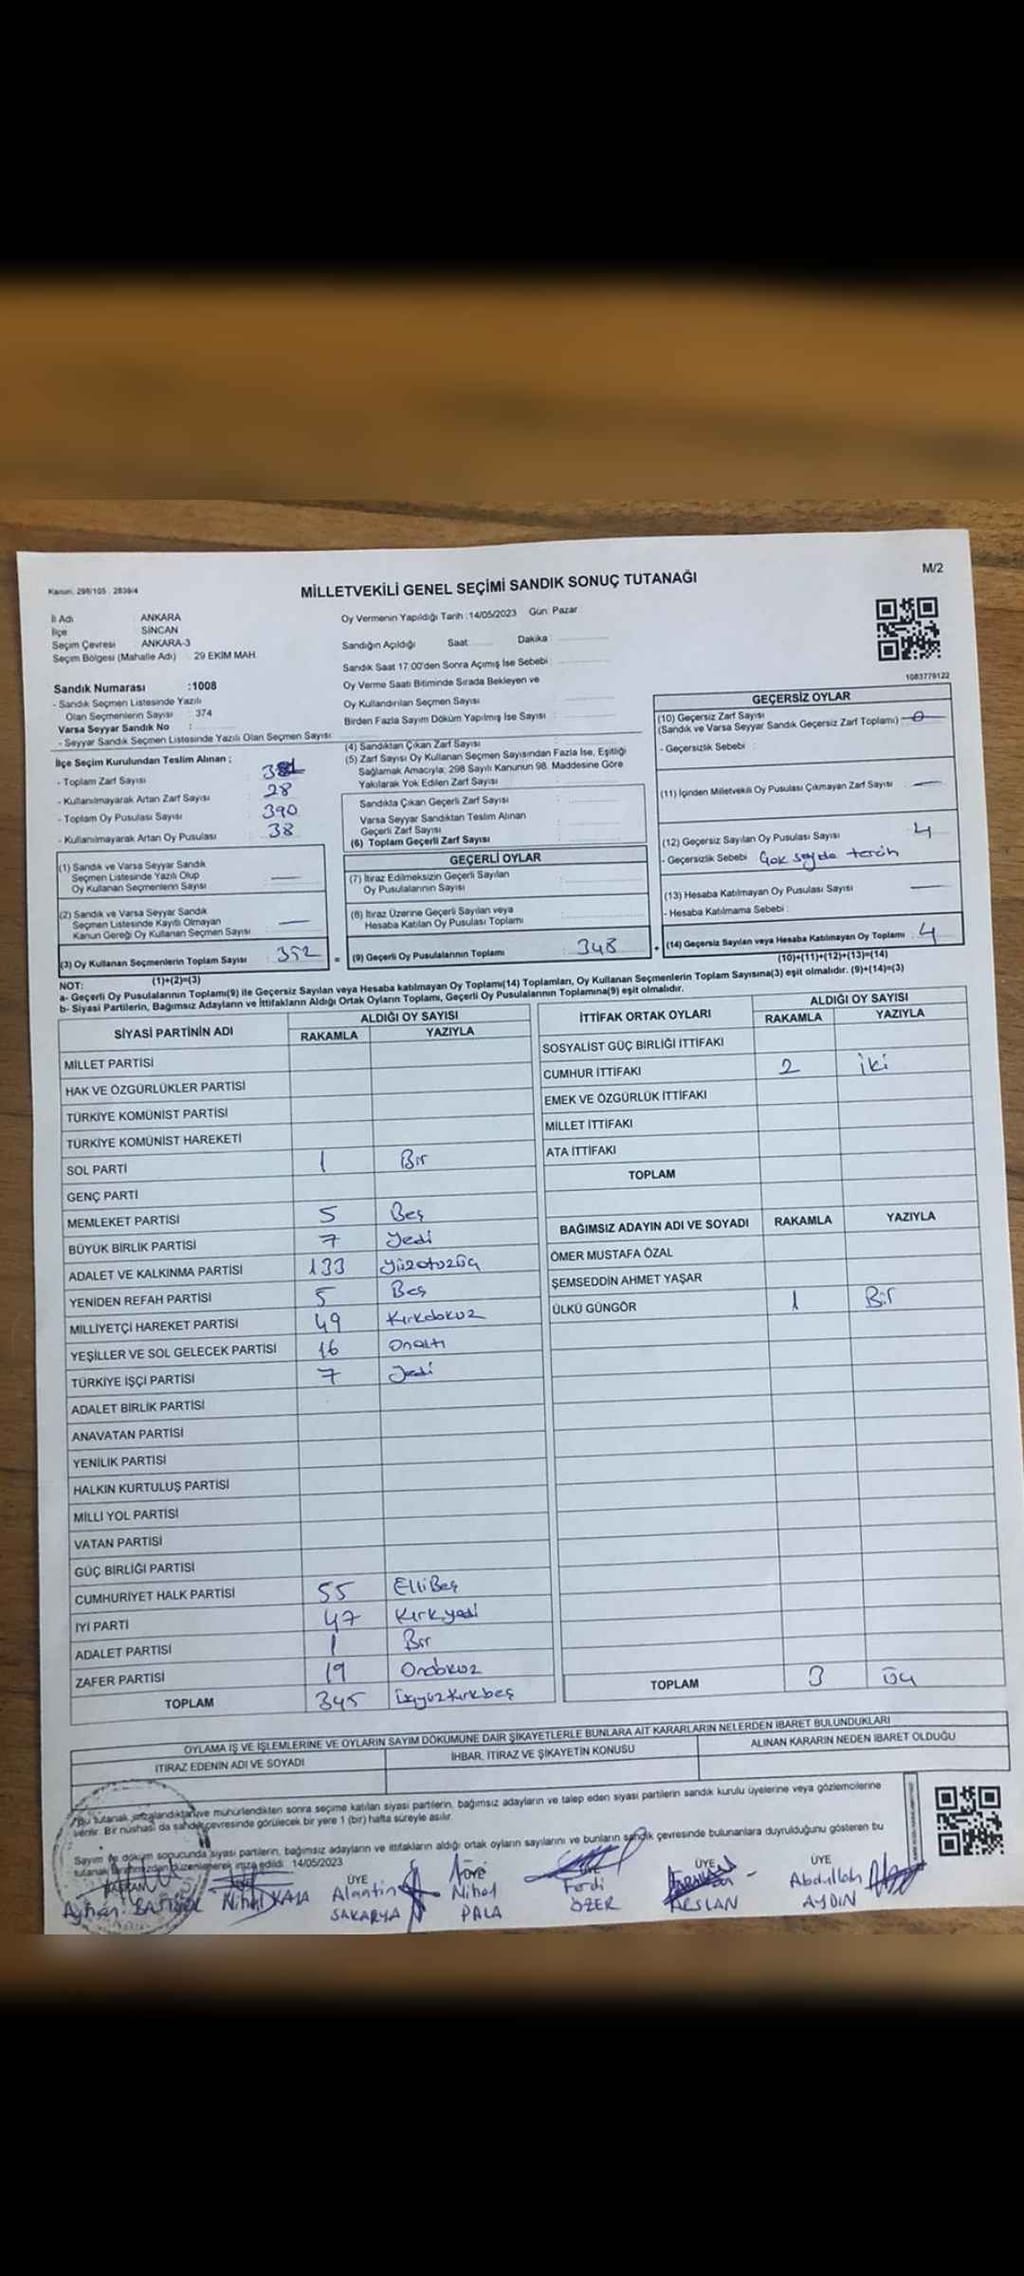 Kanun: 298/105 2839/4
MİLLETVEKİLİ GENEL SEÇİMİ SANDIK SONUÇ TUTANAĞI
M/2
İl Adı ANKARA
İlçe SİNCAN
Seçim Çevresi ANKARA-3
Seçim Bölgesi (Mahalle Adı) : 29 EKIM MAH.
Sandık Numarası :1008
- Sandık Seçmen Listesinde Yazılı
Olan Seçmenlerin Sayısı : 374
Varsa Seyyar Sandık No :
- Seyyar Sandık Seçmen Listesinde Yazılı Olan Seçmen Sayısı
Oy Vermenin Yapıldığı Tarih :14/05/2023 Gün: Pazar
Sandığın Açıldığı Saat Dakika
Sandık Saat 17:00'den Sonra Açımış İse Sebebi
Oy Verme Saati Bitiminde Sırada Bekleyen ve
Oy Kullandırılan Seçmen Sayısı
Birden Fazla Sayım Döküm Yapılmış İse Sayısı
1083779122
İlçe Seçim Kurulundan Teslim Alınan ;
- Toplam Zarf Sayısı
- Kullanılmayarak Artan Zarf Sayısı 28
- Toplam Oy Pusulası Sayısı 390
- Kullanılmayarak Artan Oy Pusulası 38
(1) Sandık ve Varsa Seyyar Sandık
Seçmen Listesinde Yazılı Olup
Oy Kullanan Seçmenlerin Sayısı —
(2) Sandık ve Varsa Seyyar Sandık
Seçmen Listesinde Kayıtlı Olmayan
Kanun Gereği Oy Kullanan Seçmen Sayısı —
(3) Oy Kullanan Seçmenlerin Toplam Sayısı 352 =
(1)+(2)=(3)
(4) Sandıktan Çıkan Zarf Sayısı
(5) Zarf Sayısı Oy Kullanan Seçmen Sayısından Fazla İse, Eşitliği
Sağlamak Amacıyla; 298 Sayılı Kanunun 98. Maddesine Göre
Yakılarak Yok Edilen Zarf Sayısı
Sandıkta Çıkan Geçerli Zarf Sayısı
Varsa Seyyar Sandıktan Teslim Alınan
Geçerli Zarf Sayısı
(6) Toplam Geçerli Zarf Sayısı
GEÇERLİ OYLAR
(7) İtiraz Edilmeksizin Geçerli Sayılan
Oy Pusulalarının Sayısı
(8) İtiraz Üzerine Geçerli Sayılan veya
Hesaba Katılan Oy Pusulası Toplamı
(9) Geçerli Oy Pusulalarının Toplamı 348 +
GEÇERSİZ OYLAR
(10) Geçersiz Zarf Sayısı
(Sandık ve Varsa Seyyar Sandık Geçersiz Zarf Toplamı) 0
- Geçersizlik Sebebi :
(11) İçinden Milletvekili Oy Pusulası Çıkmayan Zarf Sayısı —
(12) Geçersiz Sayılan Oy Pusulası Sayısı 4
- Geçersizlik Sebebi Çok sayıda tercih
(13) Hesaba Katılmayan Oy Pusulası Sayısı —
- Hesaba Katılmama Sebebi :
(14) Geçersiz Sayılan veya Hesaba Katılmayan Oy Pusulası Toplamı : 4
(10)+(11)+(12)+(13)=(14)
NOT:
a- Geçerli Oy Pusulalarının Toplamı(9) ile Geçersiz Sayılan veya Hesaba katılmayan Oy Pusulası Toplamı(14) Toplamları, Oy Kullanan Seçmenlerin Toplam Sayısına(3) eşit olmalıdır. (9)+(14)=(3)
b- Siyasi Partilerin, Bağımsız Adayların ve İttifakların Aldığı Ortak Oyların Toplamı, Geçerli Oy Pusulalarının Toplamına(9) eşit olmalıdır.
SİYASİ PARTİNİN ADI ALDIĞI OY SAYISI
RAKAMLA YAZIYLA
MİLLET PARTİSİ
HAK VE ÖZGÜRLÜKLER PARTİSİ
TÜRKİYE KOMÜNİST PARTİSİ
TÜRKİYE KOMÜNİST HAREKETİ
SOL PARTİ 1 Bir
GENÇ PARTİ
MEMLEKET PARTİSİ 5 Beş
BÜYÜK BİRLİK PARTİSİ 7 Yedi
ADALET VE KALKINMA PARTİSİ 133 Yüzotuzüç
YENİDEN REFAH PARTİSİ 5 Beş
MİLLİYETÇİ HAREKET PARTİSİ 49 Kırkdokuz
YEŞİLLER VE SOL GELECEK PARTİSİ 16 Onaltı
TÜRKİYE İŞÇİ PARTİSİ 7 Yedi
ADALET BİRLİK PARTİSİ
ANAVATAN PARTİSİ
YENİLİK PARTİSİ
HALKIN KURTULUŞ PARTİSİ
MİLLİ YOL PARTİSİ
VATAN PARTİSİ
GÜÇ BİRLİĞİ PARTİSİ
CUMHURİYET HALK PARTİSİ 55 ElliBeş
İYİ PARTİ 47 Kırkyedi
ADALET PARTİSİ 1 Bir
ZAFER PARTİSİ 19 Ondokuz
TOPLAM 345 Üçyüzkırkbeş
İTTİFAK ORTAK OYLARI ALDIĞI OY SAYISI
RAKAMLA YAZIYLA
SOSYALİST GÜÇ BİRLİĞİ İTTİFAKI
CUMHUR İTTİFAKI 2 İki
EMEK VE ÖZGÜRLÜK İTTİFAKI
MİLLET İTTİFAKI
ATA İTTİFAKI
TOPLAM
BAĞIMSIZ ADAYIN ADI VE SOYADI RAKAMLA YAZIYLA
ÖMER MUSTAFA ÖZAL
ŞEMSEDDİN AHMET YAŞAR
ÜLKÜ GÜNGÖR 1 Bir
TOPLAM 3 Üç
OYLAMA İŞ VE İŞLEMLERİNE VE OYLARIN SAYIM DÖKÜMÜNE DAİR ŞİKAYETLERLE BUNLARA AİT KARARLARIN NELERDEN İBARET BULUNDUKLARI
İTİRAZ EDENİN ADI VE SOYADI İHBAR, İTİRAZ VE ŞİKAYETİN KONUSU ALINAN KARARIN NEDEN İBARET OLDUĞU
Bu tutanak imzalandıktan ve mühürlendikten sonra seçime katılan siyasi partilerin, bağımsız adayların ve talep eden siyasi partilerin sandık kurulu üyelerine veya gözlemcilerine
verilir. Bir nüshası da sandık çevresinde görülecek bir yere 1 (bir) hafta süreyle asılır.
Sayım ve döküm sonucunda siyasi partilerin, bağımsız adayların ve ittifakların aldığı ortak oyların sayılarını ve bunların sandık çevresinde bulunanlara duyrulduğunu gösteren bu
tutanak tarafımızdan düzenlenerek imza edildi. 14/05/2023
ÜYE ÜYE ÜYE ÜYE
Ayhan
Nihal KAYA
SAKARYA
Nihal PALA
Ferdi ÖZER
ARSLAN
Abdullah AYDIN